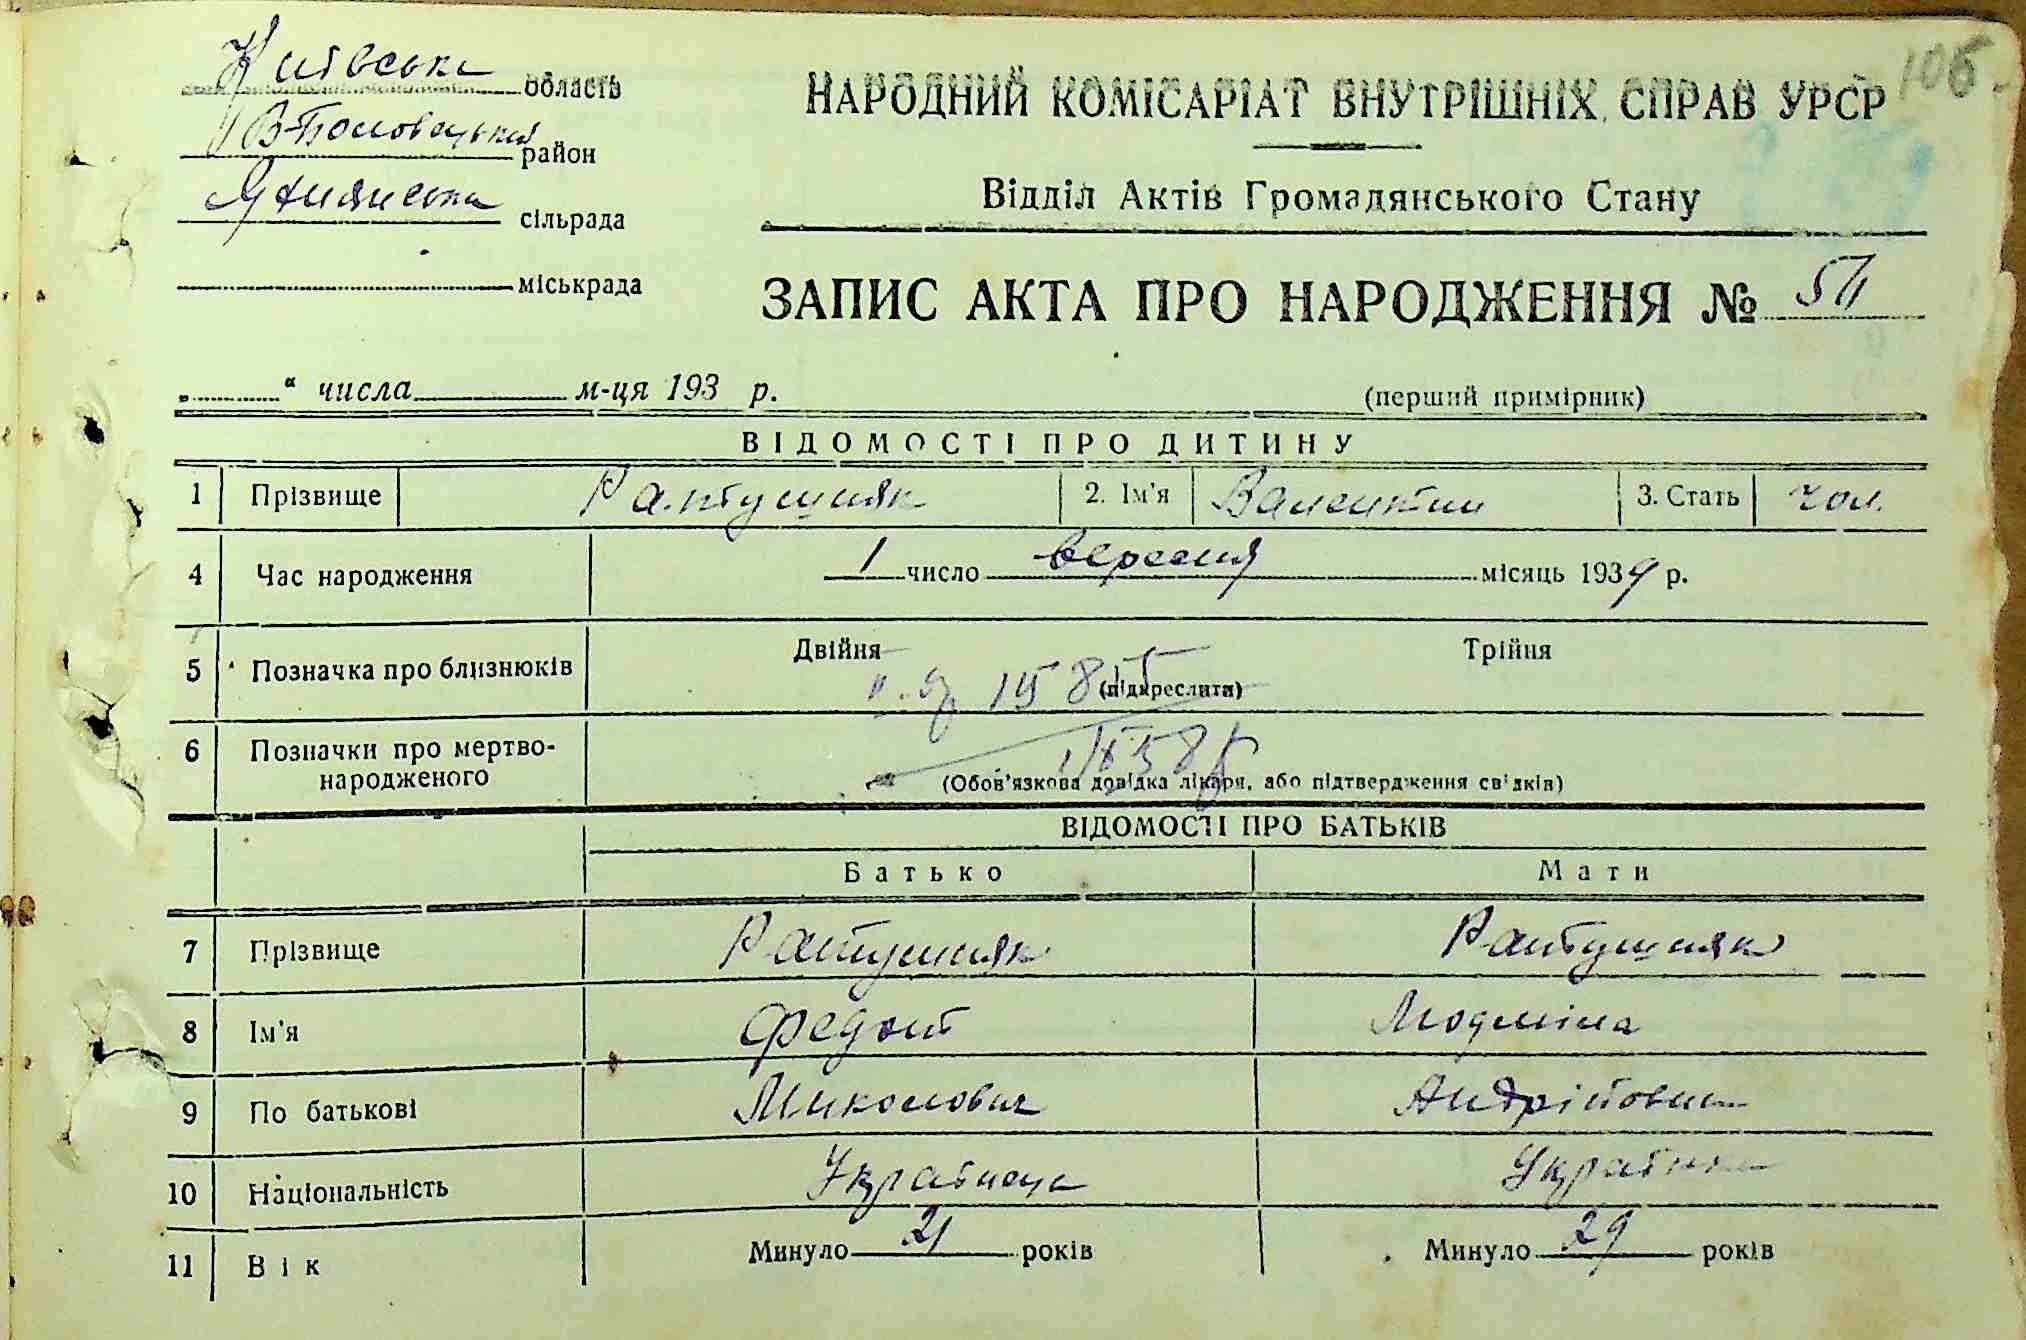 106
Київська область
НАРОДНИЙ КОМІСАРІАТ ВНУТРІШНІХ СПРАВ УРСР
В-Половецький район
Відділ Актів Громадянського Стану
сільрада
міськрада
ЗАПИС АКТА ПРО НАРОДЖЕННЯ №
„ “ числа м-ця 193 р.
(перший примірник)
ВІДОМОСТІ ПРО ДИТИНУ
1 Прізвище Ратушняк 2. Ім'я Валентин 3. Стать чол.
4 Час народження 1 число вересня місяць 1939 р.
5 Позначка про близнюків Двійня Трійня
(підкреслити)
6 Позначки про мертво-
народженого (Обов'язкова довідка лікаря, або підтвердження свідків)
ВІДОМОСТІ ПРО БАТЬКІВ
Батько Мати
7 Прізвище Ратушняк Ратушняк
8 Ім'я Федот Людміла
9 По батькові Миколович Андрійовна
10 Національність Українець Українка
11 Вік Минуло 21 років Минуло 29 років